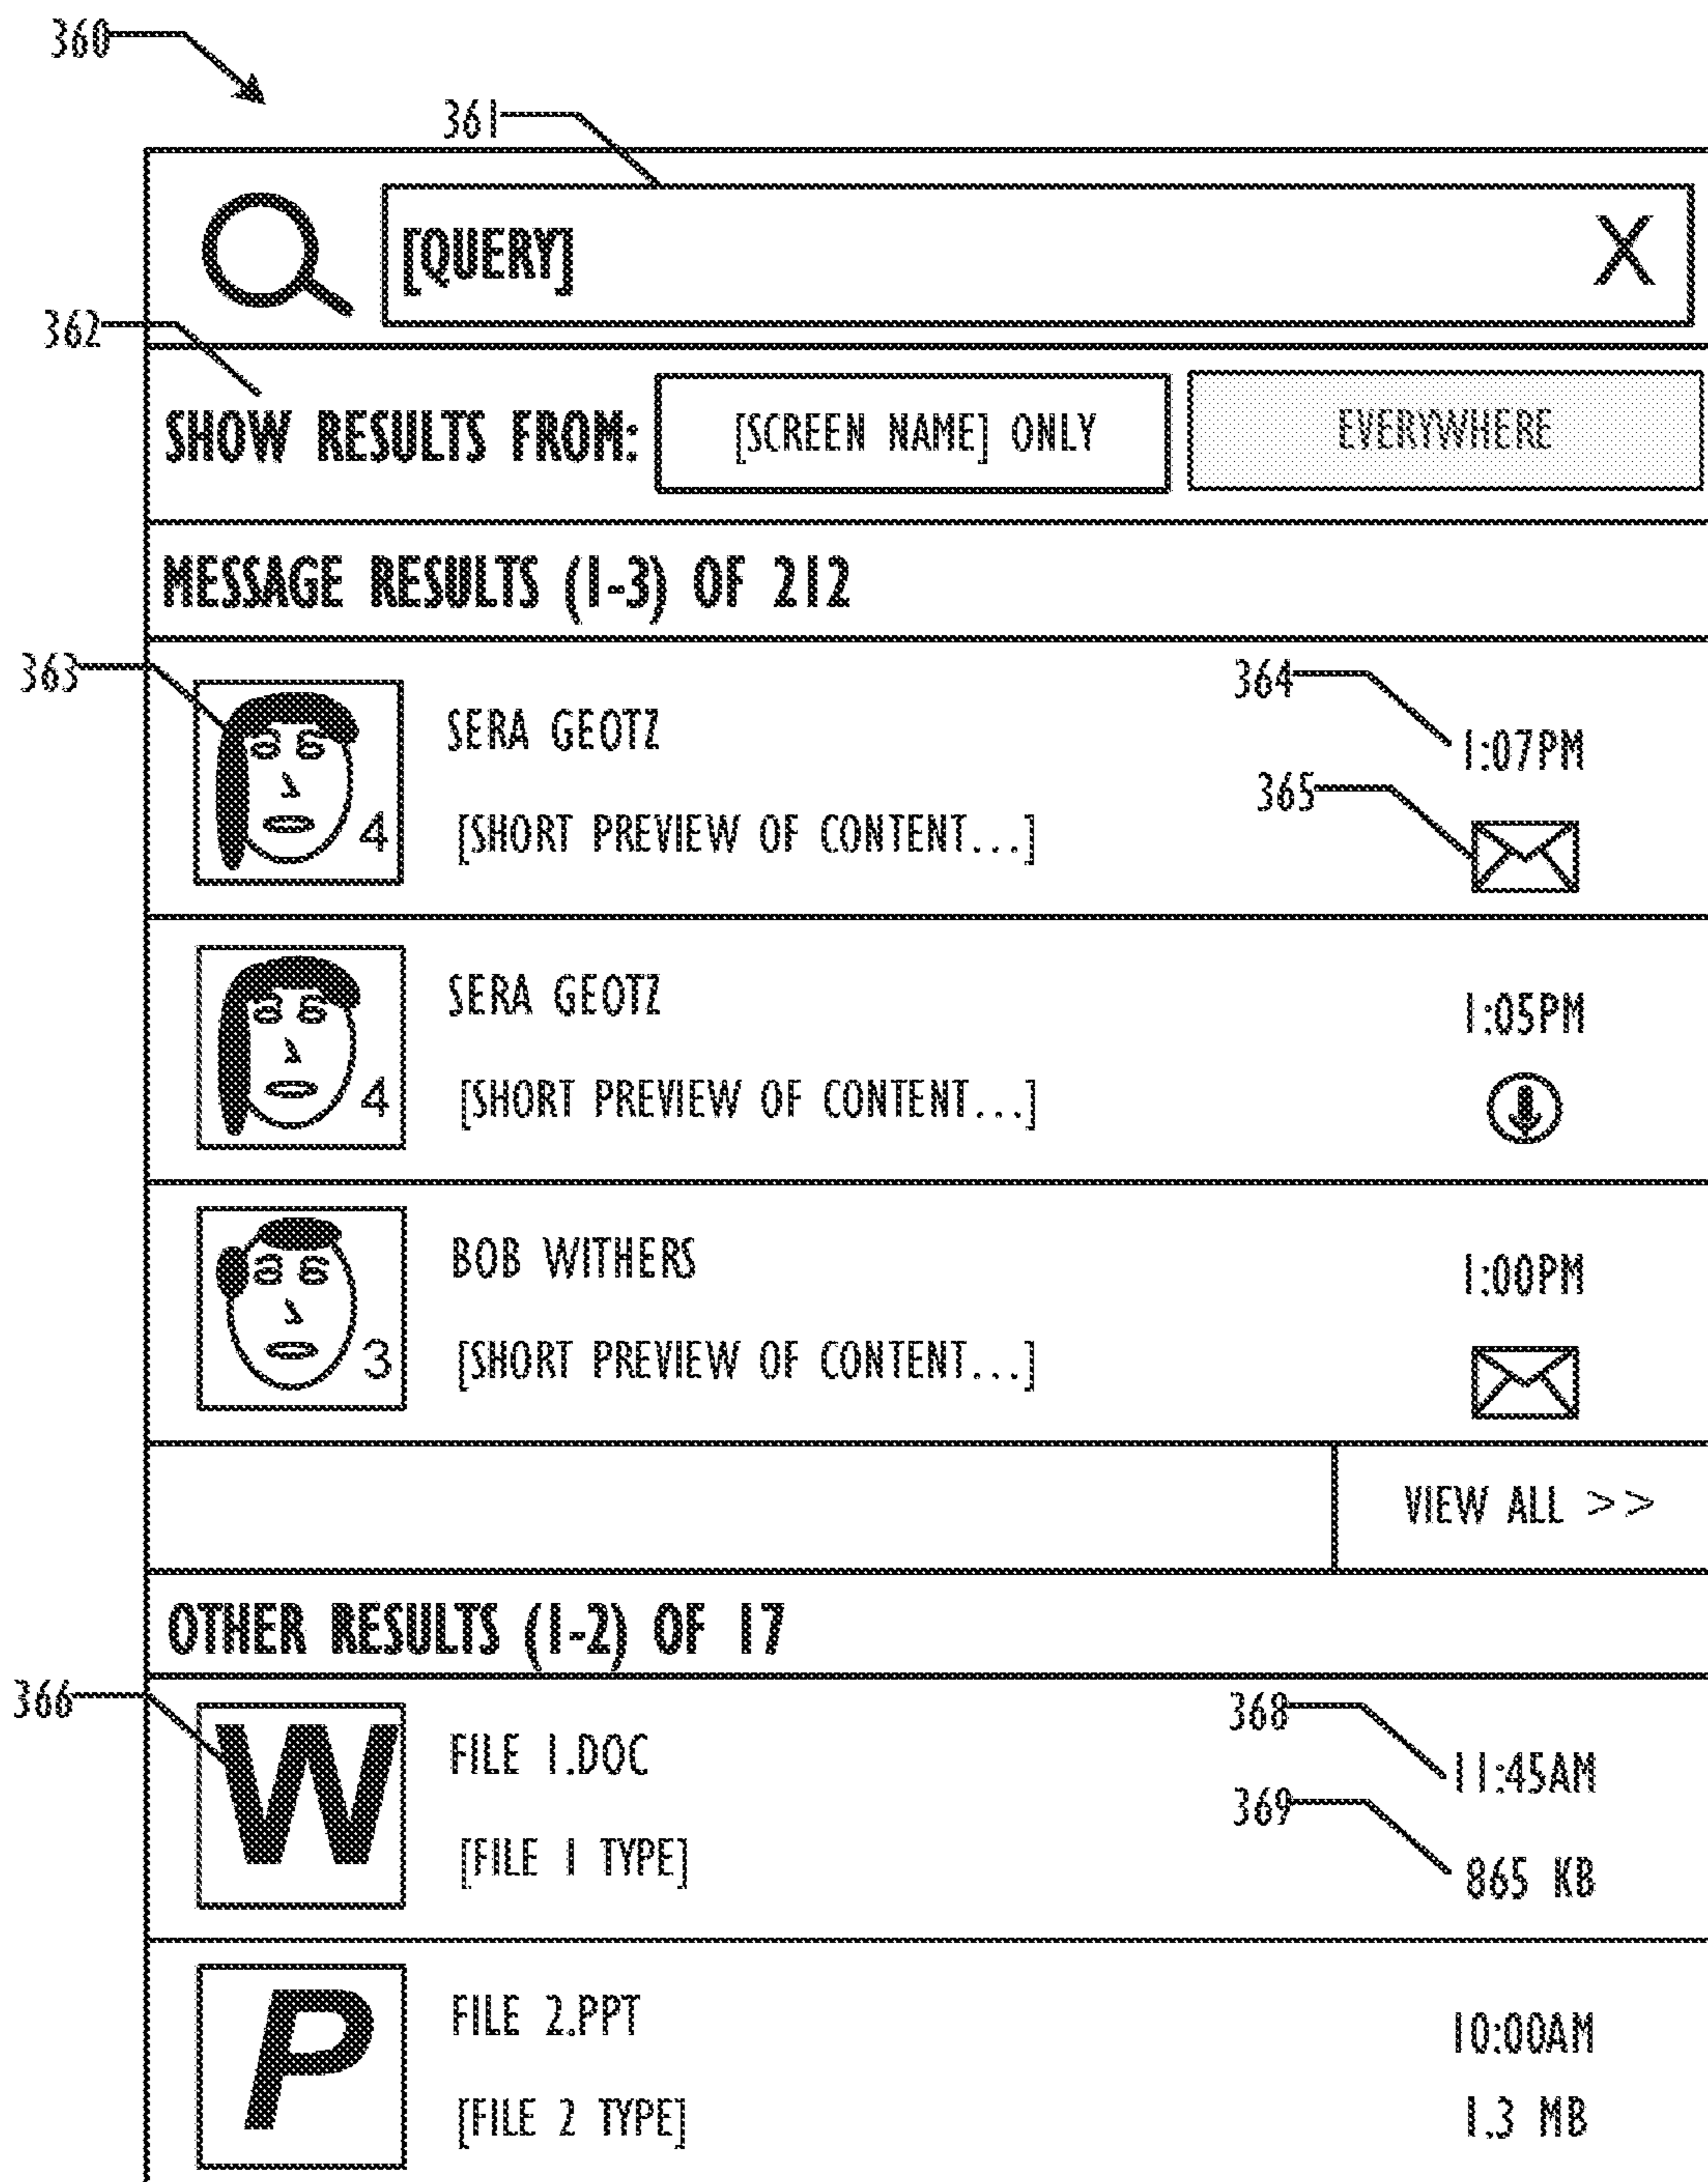 360
361
[QUERY] X
362
SHOW RESULTS FROM: [SCREEN NAME] ONLY EVERYWHERE
MESSAGE RESULTS (1-3) OF 212
363
364
SERA GEOTZ 1:07PM
365
4 [SHORT PREVIEW OF CONTENT...]
SERA GEOTZ 1:05PM
4 [SHORT PREVIEW OF CONTENT...]
BOB WITHERS 1:00PM
3 [SHORT PREVIEW OF CONTENT...]
VIEW ALL >>
OTHER RESULTS (1-2) OF 17
366
368
W FILE 1.DOC 11:45AM
369
[FILE 1 TYPE] 865 KB
P FILE 2.PPT 10:00AM
[FILE 2 TYPE] 1.3 MB